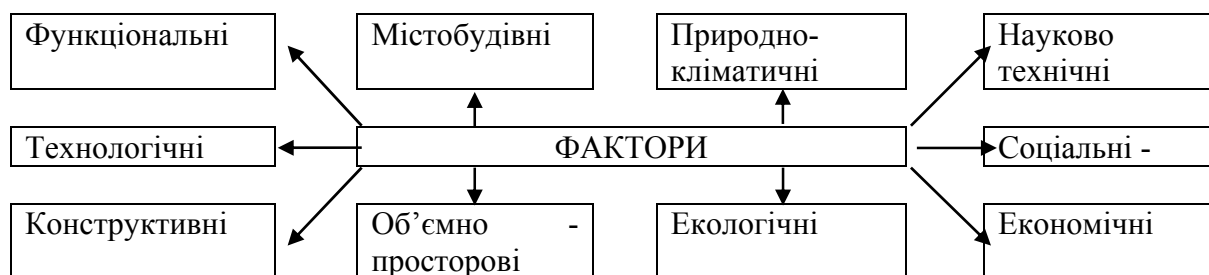 Функціональні
Містобудівні
Природно-
кліматичні
Науково
технічні
Технологічні
ФАКТОРИ
Соціальні -
Конструктивні
Об’ємно -
просторові
Екологічні
Економічні